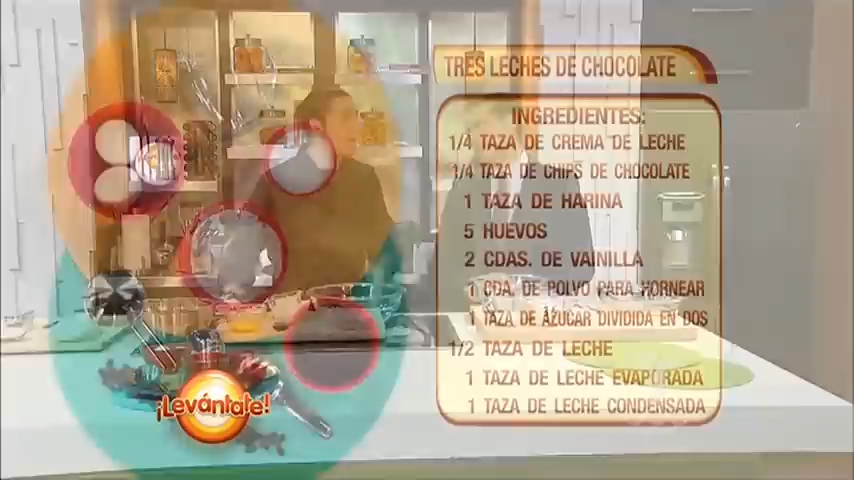 TRES LECHES DE CHOCOLATE
INGREDIENTES:
1/4 TAZA DE CREMA DE LECHE
1/4 TAZA DE CHIPS DE CHOCOLATE
1 TAZA DE HARINA
5 HUEVOS
2 CDAS. DE VAINILLA
1 CDA. DE POLVO PARA HORNEAR
1 TAZA DE AZUCAR DIVIDIDA EN DOS
1/2 TAZA DE LECHE
1 TAZA DE LECHE EVAPORADA
1 TAZA DE LECHE CONDENSADA
¡Levántate!